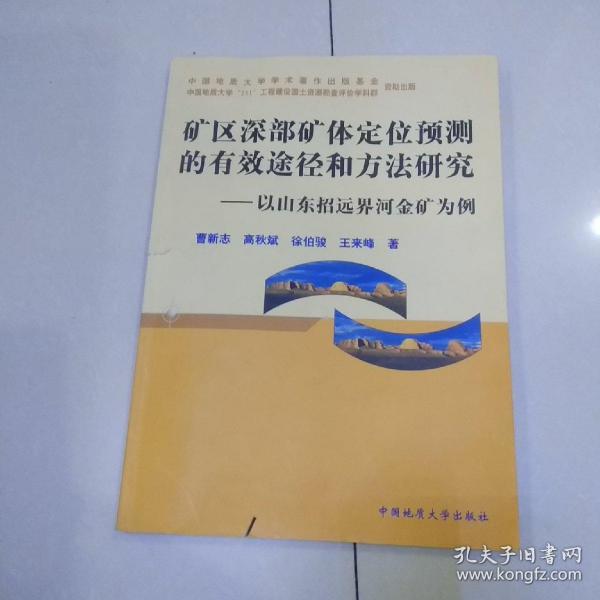 中国地质大学学术著作出版基金
中国地质大学“211”工程建设国土资源勘查评价学科群 资助出版
矿区深部矿体定位预测
的有效途径和方法研究
——以山东招远界河金矿为例
曹新志 高秋斌 徐伯骏 王来峰 著
中国地质大学出版社
孔夫子旧书网
www.kongfz.com